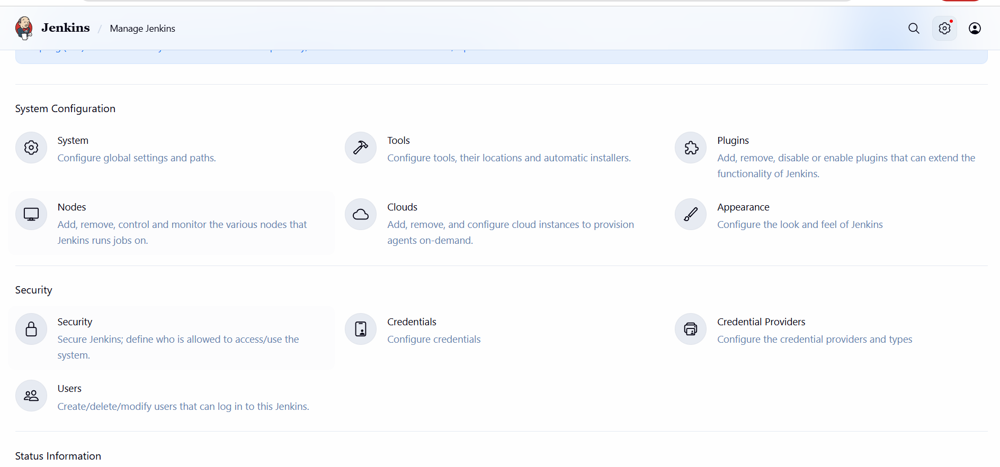 Jenkins / Manage Jenkins
System Configuration
System
Configure global settings and paths.
Tools
Configure tools, their locations and automatic installers.
Plugins
Add, remove, disable or enable plugins that can extend the
functionality of Jenkins.
Nodes
Add, remove, control and monitor the various nodes that
Jenkins runs jobs on.
Clouds
Add, remove, and configure cloud instances to provision
agents on-demand.
Appearance
Configure the look and feel of Jenkins
Security
Security
Secure Jenkins; define who is allowed to access/use the
system.
Credentials
Configure credentials
Credential Providers
Configure the credential providers and types
Users
Create/delete/modify users that can log in to this Jenkins.
Status Information